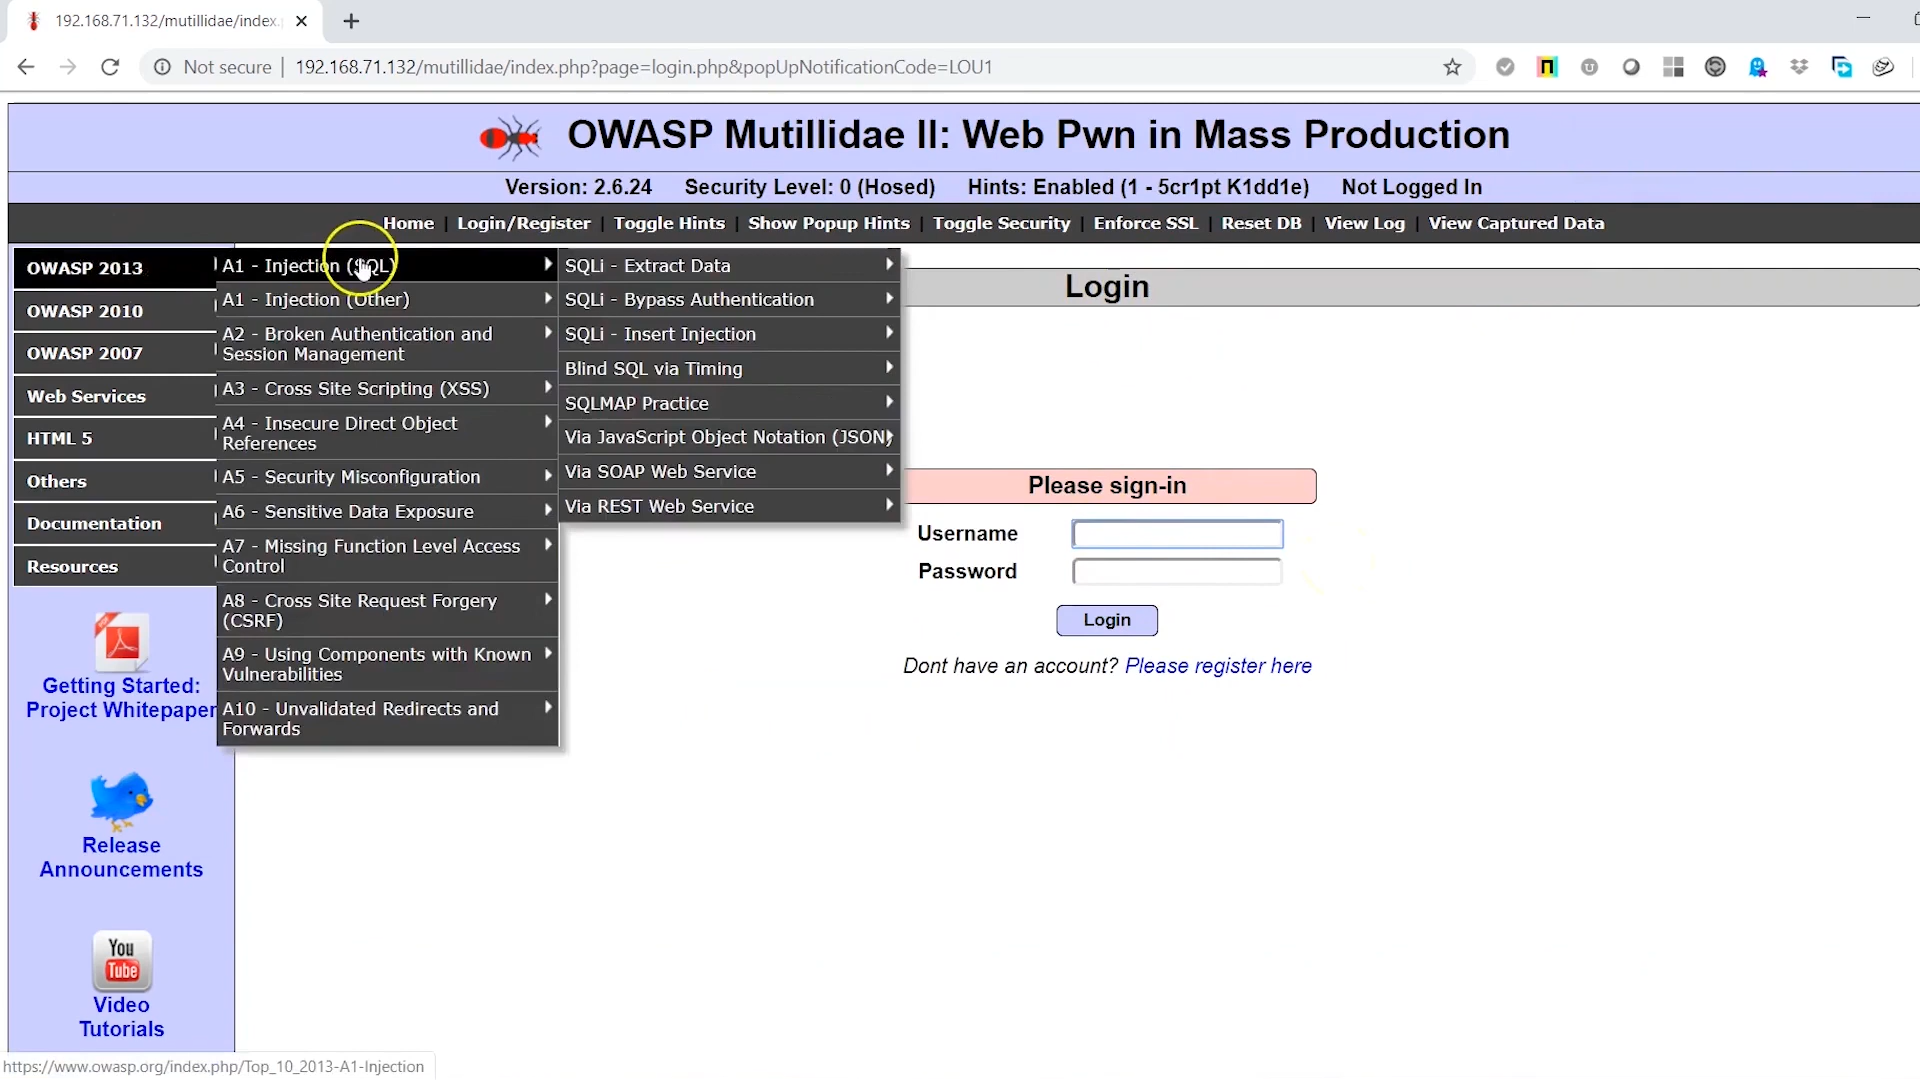 192.168.71.132/mutillidae/index.
Not secure | 192.168.71.132/mutillidae/index.php?page=login.php&popUpNotificationCode=LOU1
OWASP Mutillidae II: Web Pwn in Mass Production
Version: 2.6.24 Security Level: 0 (Hosed) Hints: Enabled (1 - 5cr1pt K1dd1e) Not Logged In
Home | Login/Register | Toggle Hints | Show Popup Hints | Toggle Security | Enforce SSL | Reset DB | View Log | View Captured Data
OWASP 2013
OWASP 2010
OWASP 2007
Web Services
HTML 5
Others
Documentation
Resources
Getting Started:
Project Whitepaper
Release
Announcements
You
Tube
Video
Tutorials
A1 - Injection (SQL)
A1 - Injection (Other)
A2 - Broken Authentication and
Session Management
A3 - Cross Site Scripting (XSS)
A4 - Insecure Direct Object
References
A5 - Security Misconfiguration
A6 - Sensitive Data Exposure
A7 - Missing Function Level Access
Control
A8 - Cross Site Request Forgery
(CSRF)
A9 - Using Components with Known
Vulnerabilities
A10 - Unvalidated Redirects and
Forwards
SQLi - Extract Data
SQLi - Bypass Authentication
SQLi - Insert Injection
Blind SQL via Timing
SQLMAP Practice
Via JavaScript Object Notation (JSON)
Via SOAP Web Service
Via REST Web Service
Login
Please sign-in
Username
Password
Login
Dont have an account? Please register here
https://www.owasp.org/index.php/Top_10_2013-A1-Injection